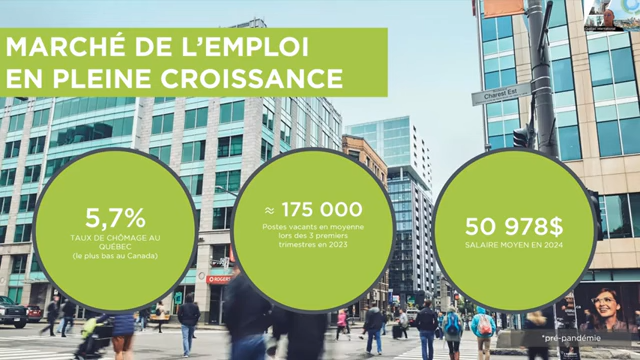 MARCHÉ DE L'EMPLOI
EN PLEINE CROISSANCE
Charest Est
5,7%
TAUX DE CHÔMAGE AU
QUÉBEC
(le plus bas au Canada)
≈ 175 000
Postes vacants en moyenne
lors des 3 premiers
trimestres en 2023
50 978$
SALAIRE MOYEN EN 2024
*pré-pandémie